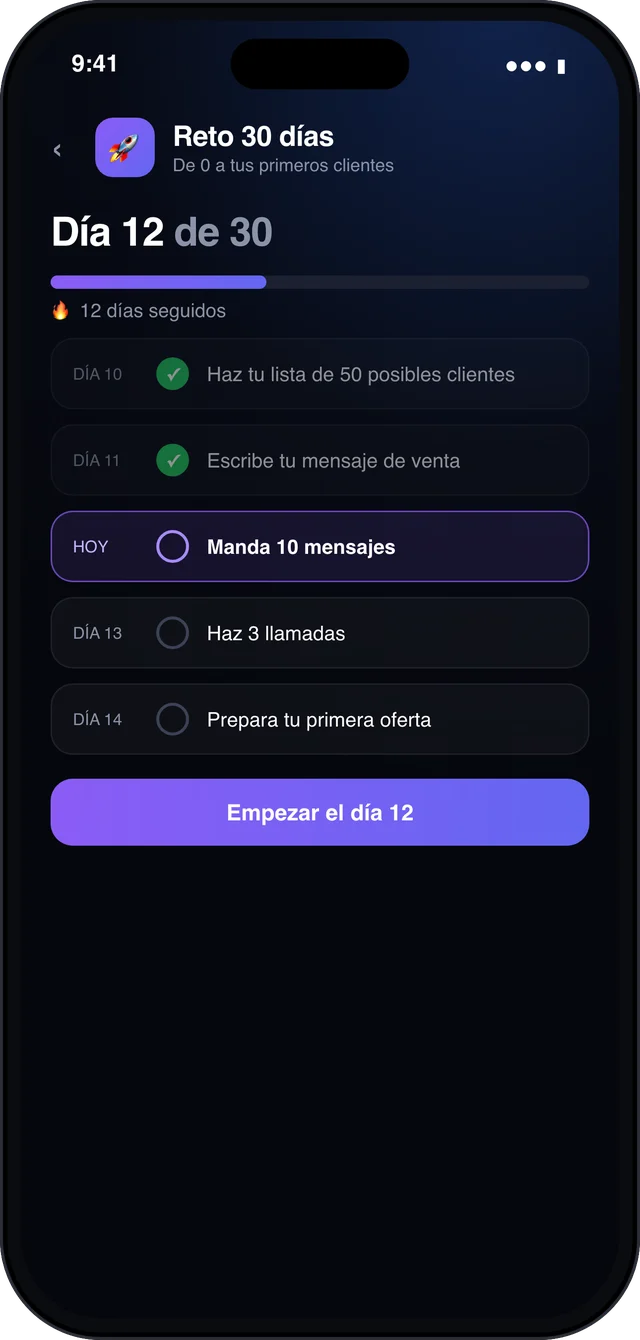 9:41
Reto 30 días
De 0 a tus primeros clientes
Día 12 de 30
🔥 12 días seguidos
DÍA 10 ✓ Haz tu lista de 50 posibles clientes
DÍA 11 ✓ Escribe tu mensaje de venta
HOY Manda 10 mensajes
DÍA 13 Haz 3 llamadas
DÍA 14 Prepara tu primera oferta
Empezar el día 12